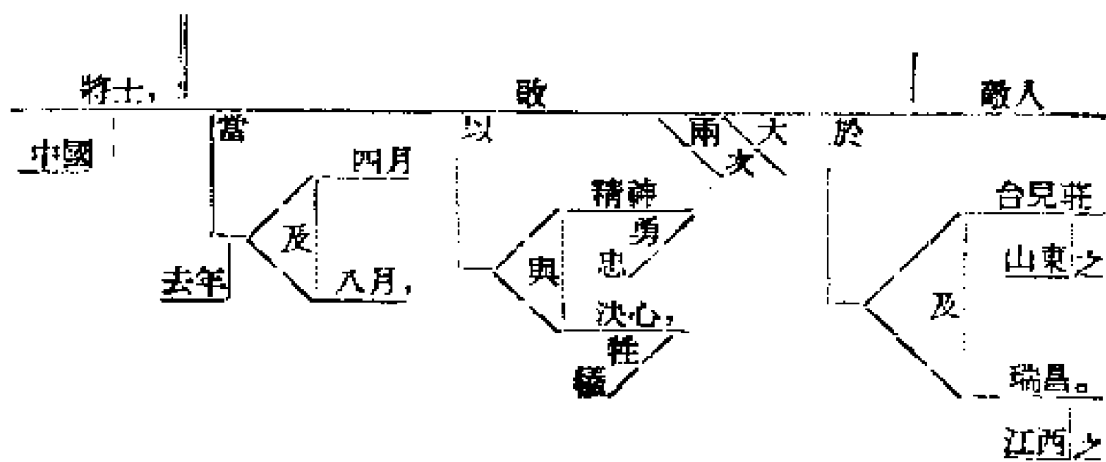 將士， 敗 敵人
當 以 兩次 大 於
中國 四月
精神 台兒莊
及 忠勇
與 山東之
去年 八月， 決心， 及
犧牲
瑞昌。
江西之